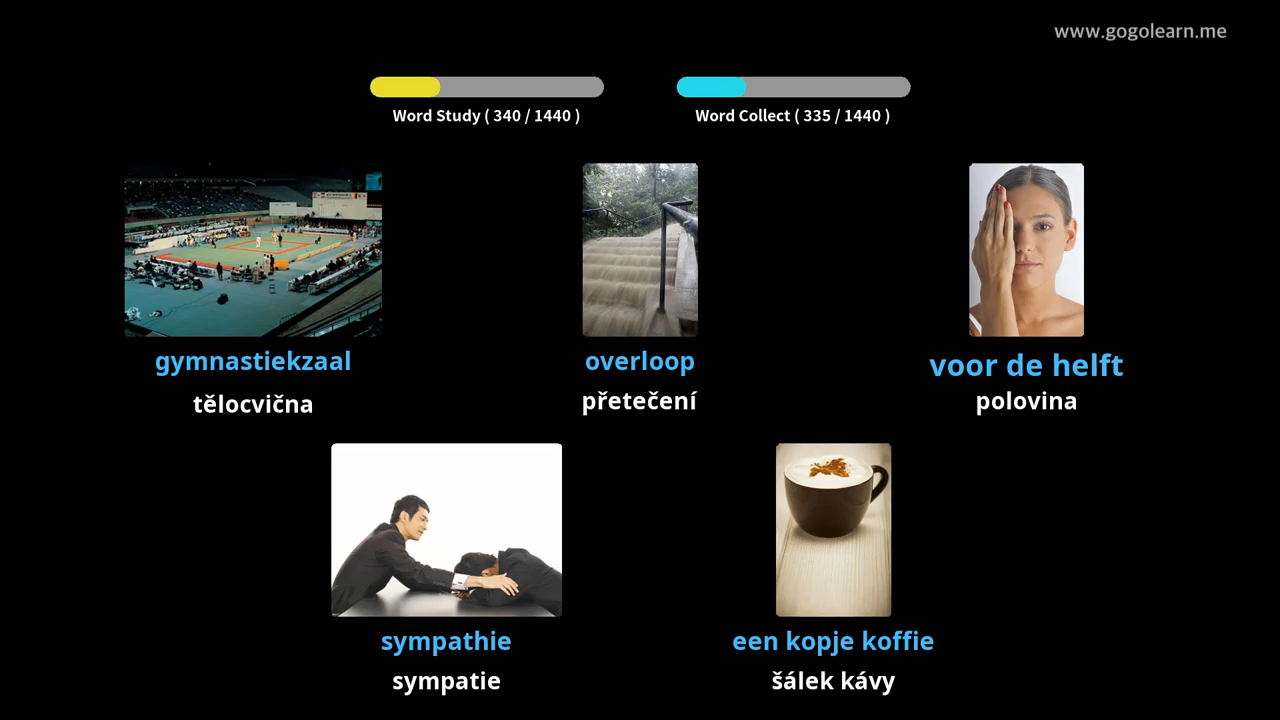 www.gogolearn.me
Word Study ( 340 / 1440 )
Word Collect ( 335 / 1440 )
gymnastiekzaal
tělocvična
overloop
přetečení
voor de helft
polovina
sympathie
sympatie
een kopje koffie
šálek kávy